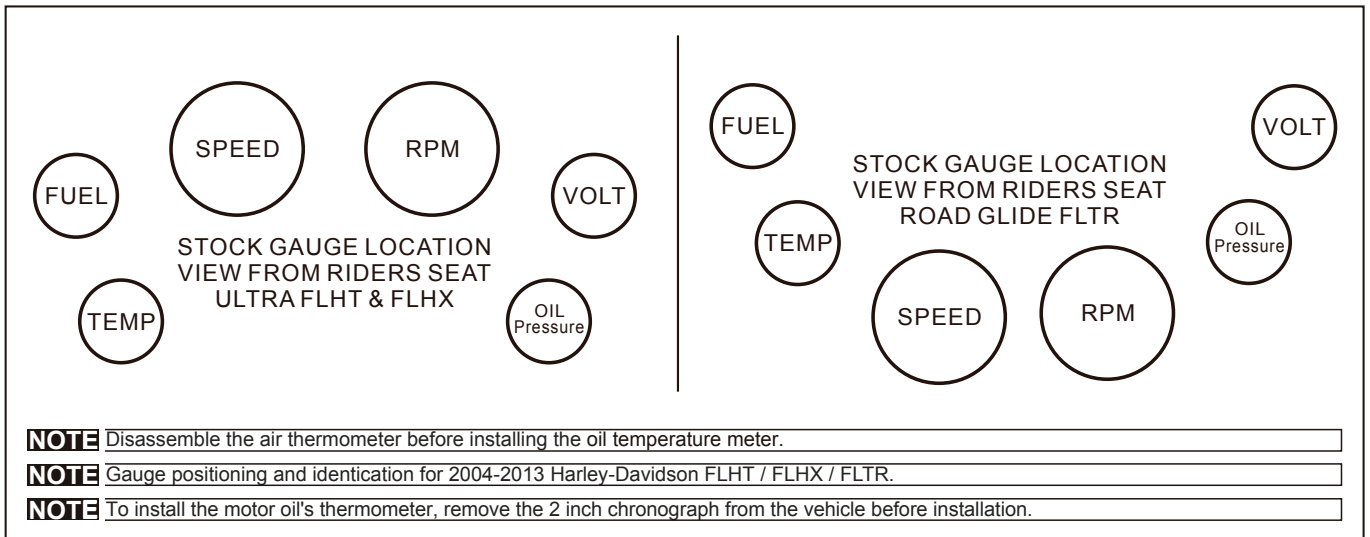 SPEED
RPM
FUEL
VOLT
STOCK GAUGE LOCATION
VIEW FROM RIDERS SEAT
ULTRA FLHT & FLHX
TEMP
OIL
Pressure
FUEL
VOLT
STOCK GAUGE LOCATION
VIEW FROM RIDERS SEAT
ROAD GLIDE FLTR
TEMP
OIL
Pressure
SPEED
RPM
NOTE Disassemble the air thermometer before installing the oil temperature meter.
NOTE Gauge positioning and identication for 2004-2013 Harley-Davidson FLHT / FLHX / FLTR.
NOTE To install the motor oil's thermometer, remove the 2 inch chronograph from the vehicle before installation.